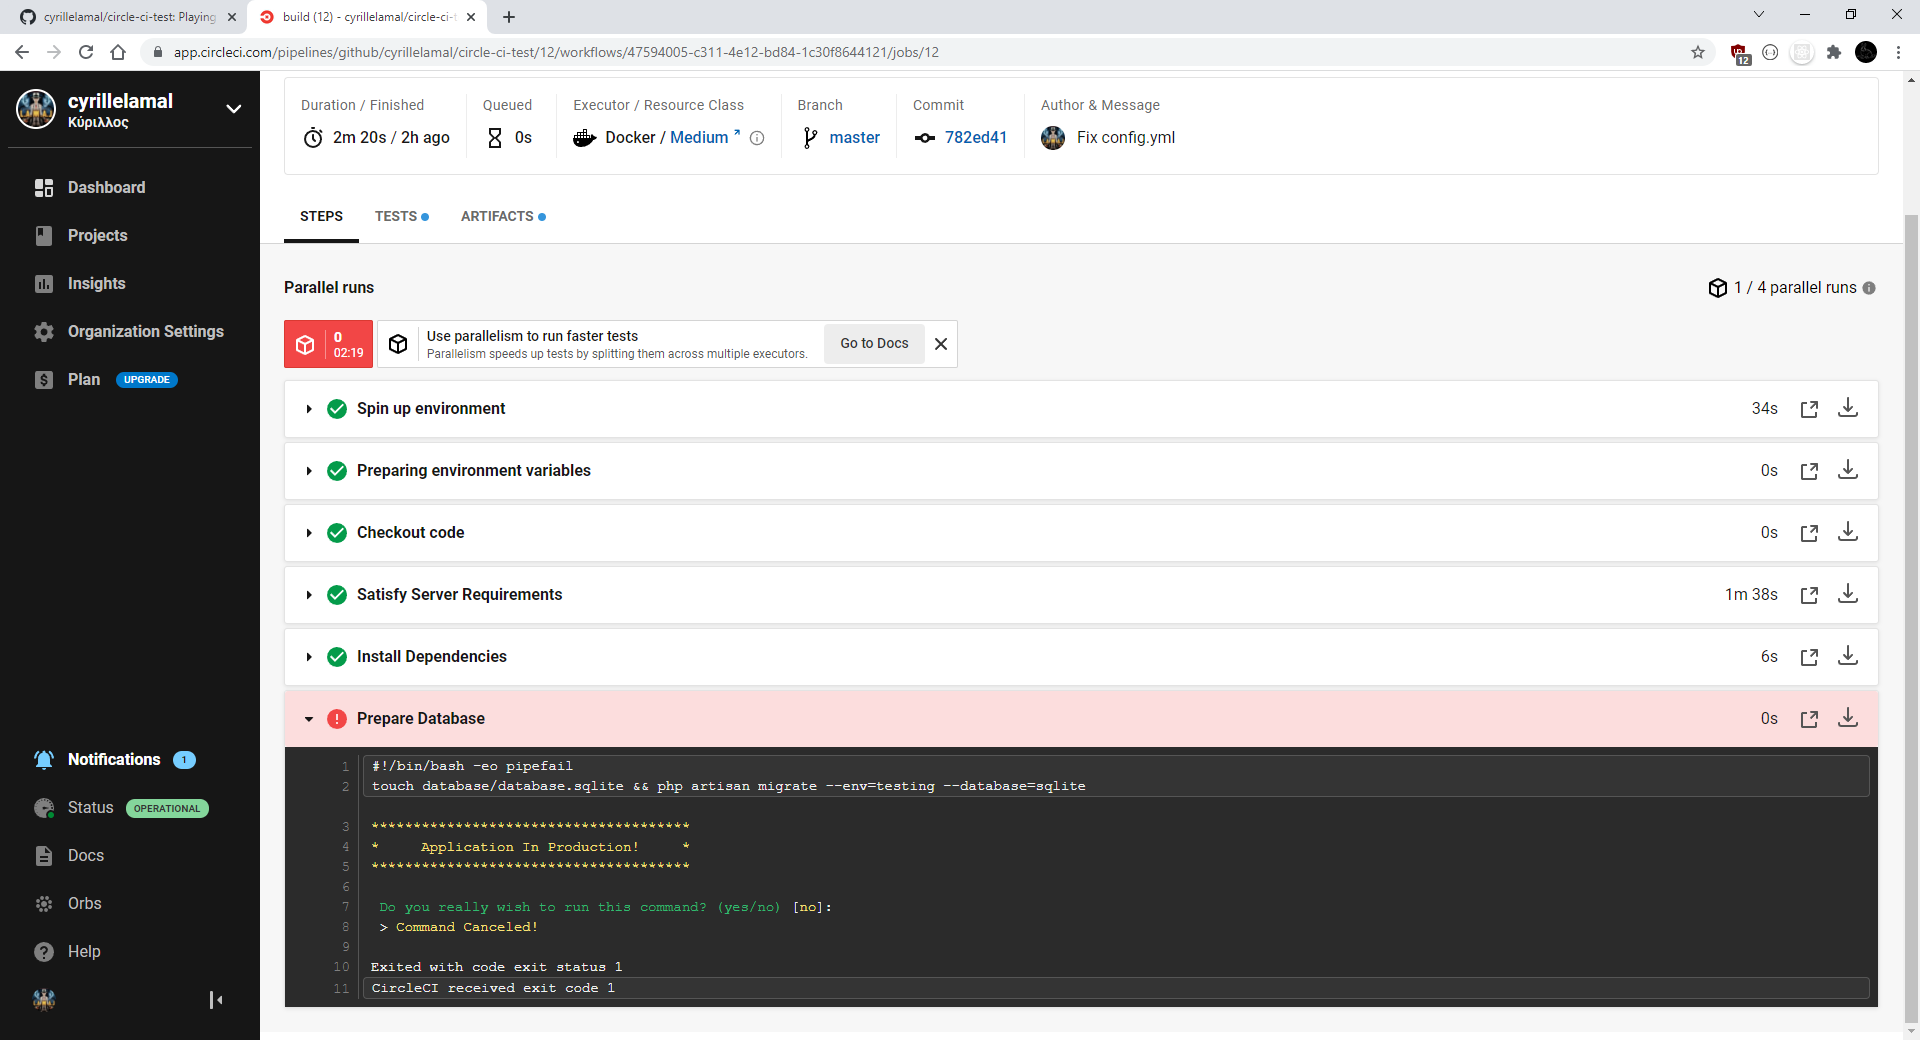 cyrillelamal/circle-ci-test: Playing
build (12) - cyrillelamal/circle-ci-t
app.circleci.com/pipelines/github/cyrillelamal/circle-ci-test/12/workflows/47594005-c311-4e12-bd84-1c30f8644121/jobs/12
12
cyrillelamal
Κύριλλος
Dashboard
Projects
Insights
Organization Settings
Plan UPGRADE
Notifications 1
Status OPERATIONAL
Docs
Orbs
Help
Duration / Finished
2m 20s / 2h ago
Queued
0s
Executor / Resource Class
Docker / Medium
Branch
master
Commit
782ed41
Author & Message
Fix config.yml
STEPS TESTS ARTIFACTS
Parallel runs
1 / 4 parallel runs
0
02:19
Use parallelism to run faster tests
Parallelism speeds up tests by splitting them across multiple executors.
Go to Docs
Spin up environment 34s
Preparing environment variables 0s
Checkout code 0s
Satisfy Server Requirements 1m 38s
Install Dependencies 6s
Prepare Database 0s
1 #!/bin/bash -eo pipefail
2 touch database/database.sqlite && php artisan migrate --env=testing --database=sqlite
3 **************************************
4 *     Application In Production!     *
5 **************************************
6
7 Do you really wish to run this command? (yes/no) [no]:
8 > Command Canceled!
9
10 Exited with code exit status 1
11 CircleCI received exit code 1